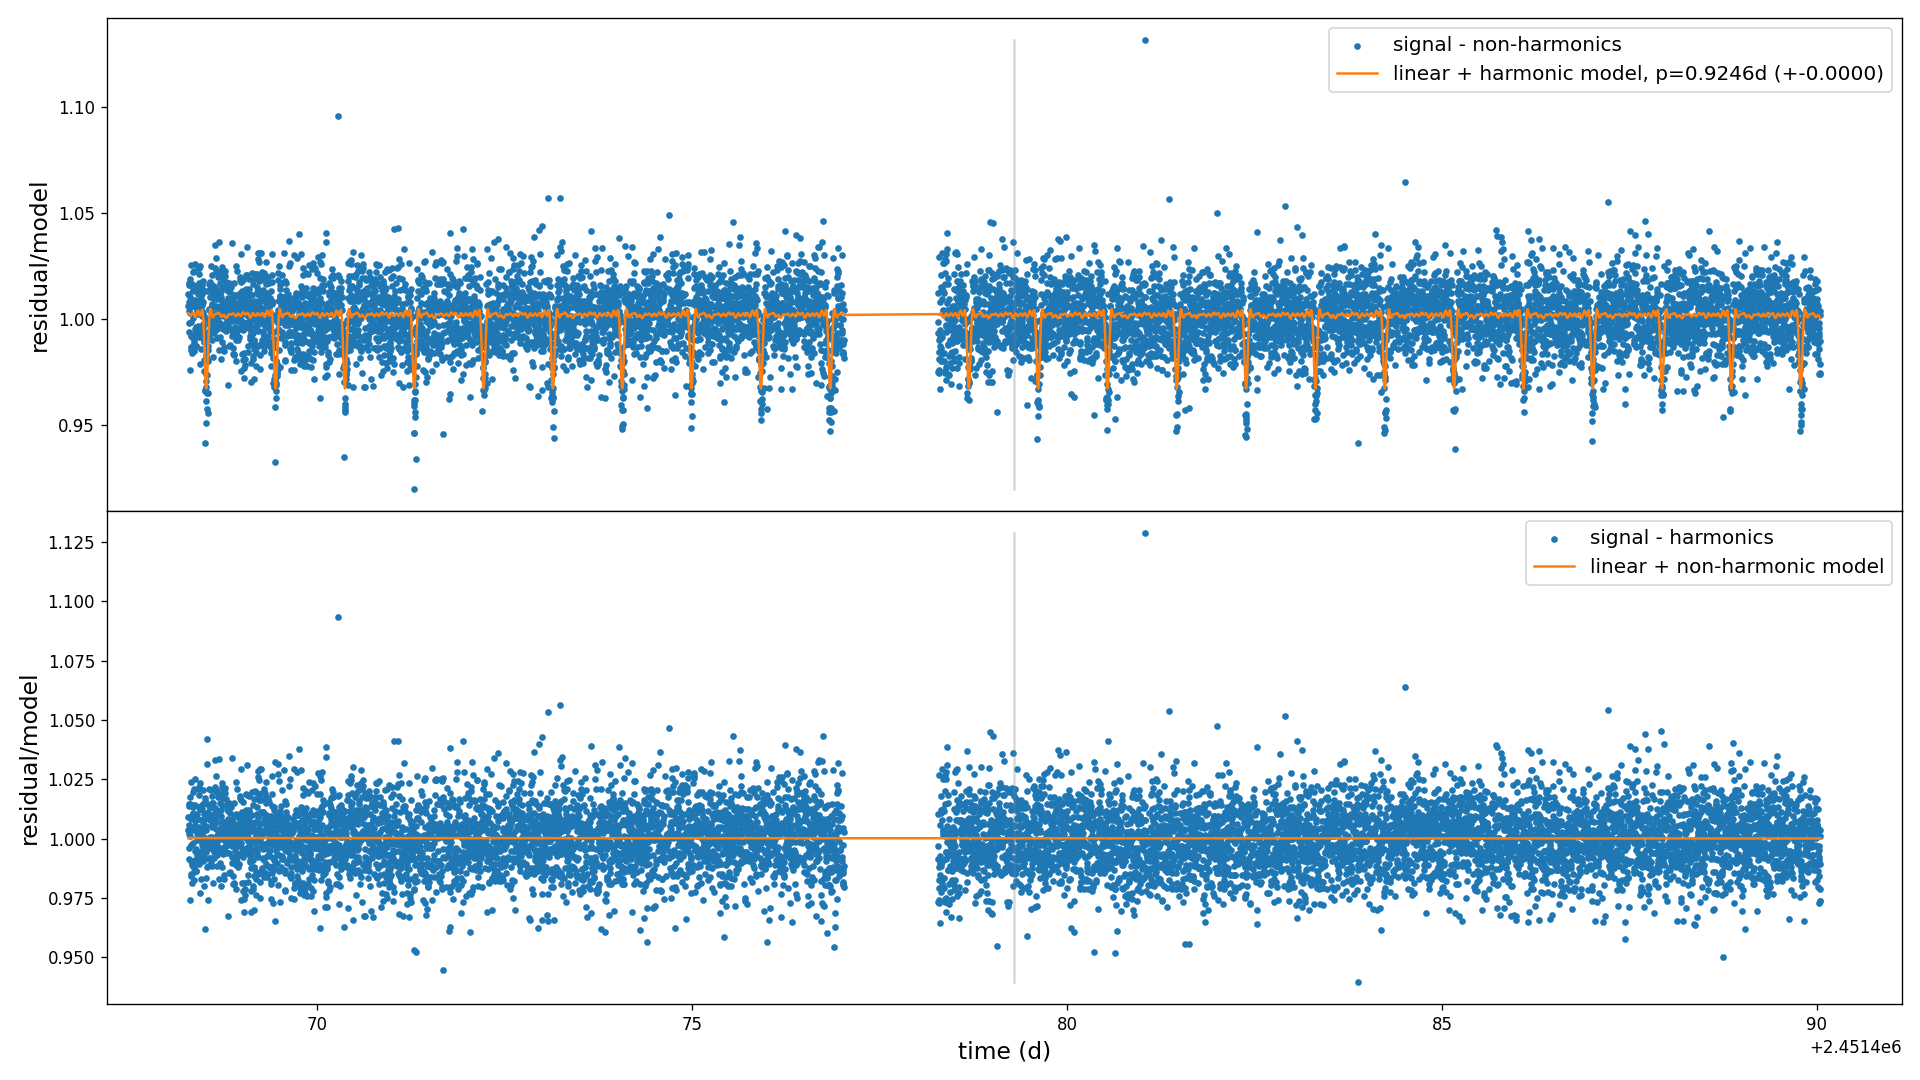 signal - non-harmonics
linear + harmonic model, p=0.9246d (+-0.0000)
residual/model
1.10
1.05
1.00
0.95
signal - harmonics
linear + non-harmonic model
residual/model
1.125
1.100
1.075
1.050
1.025
1.000
0.975
0.950
70
75
80
85
90
time (d)
+2.4514e6